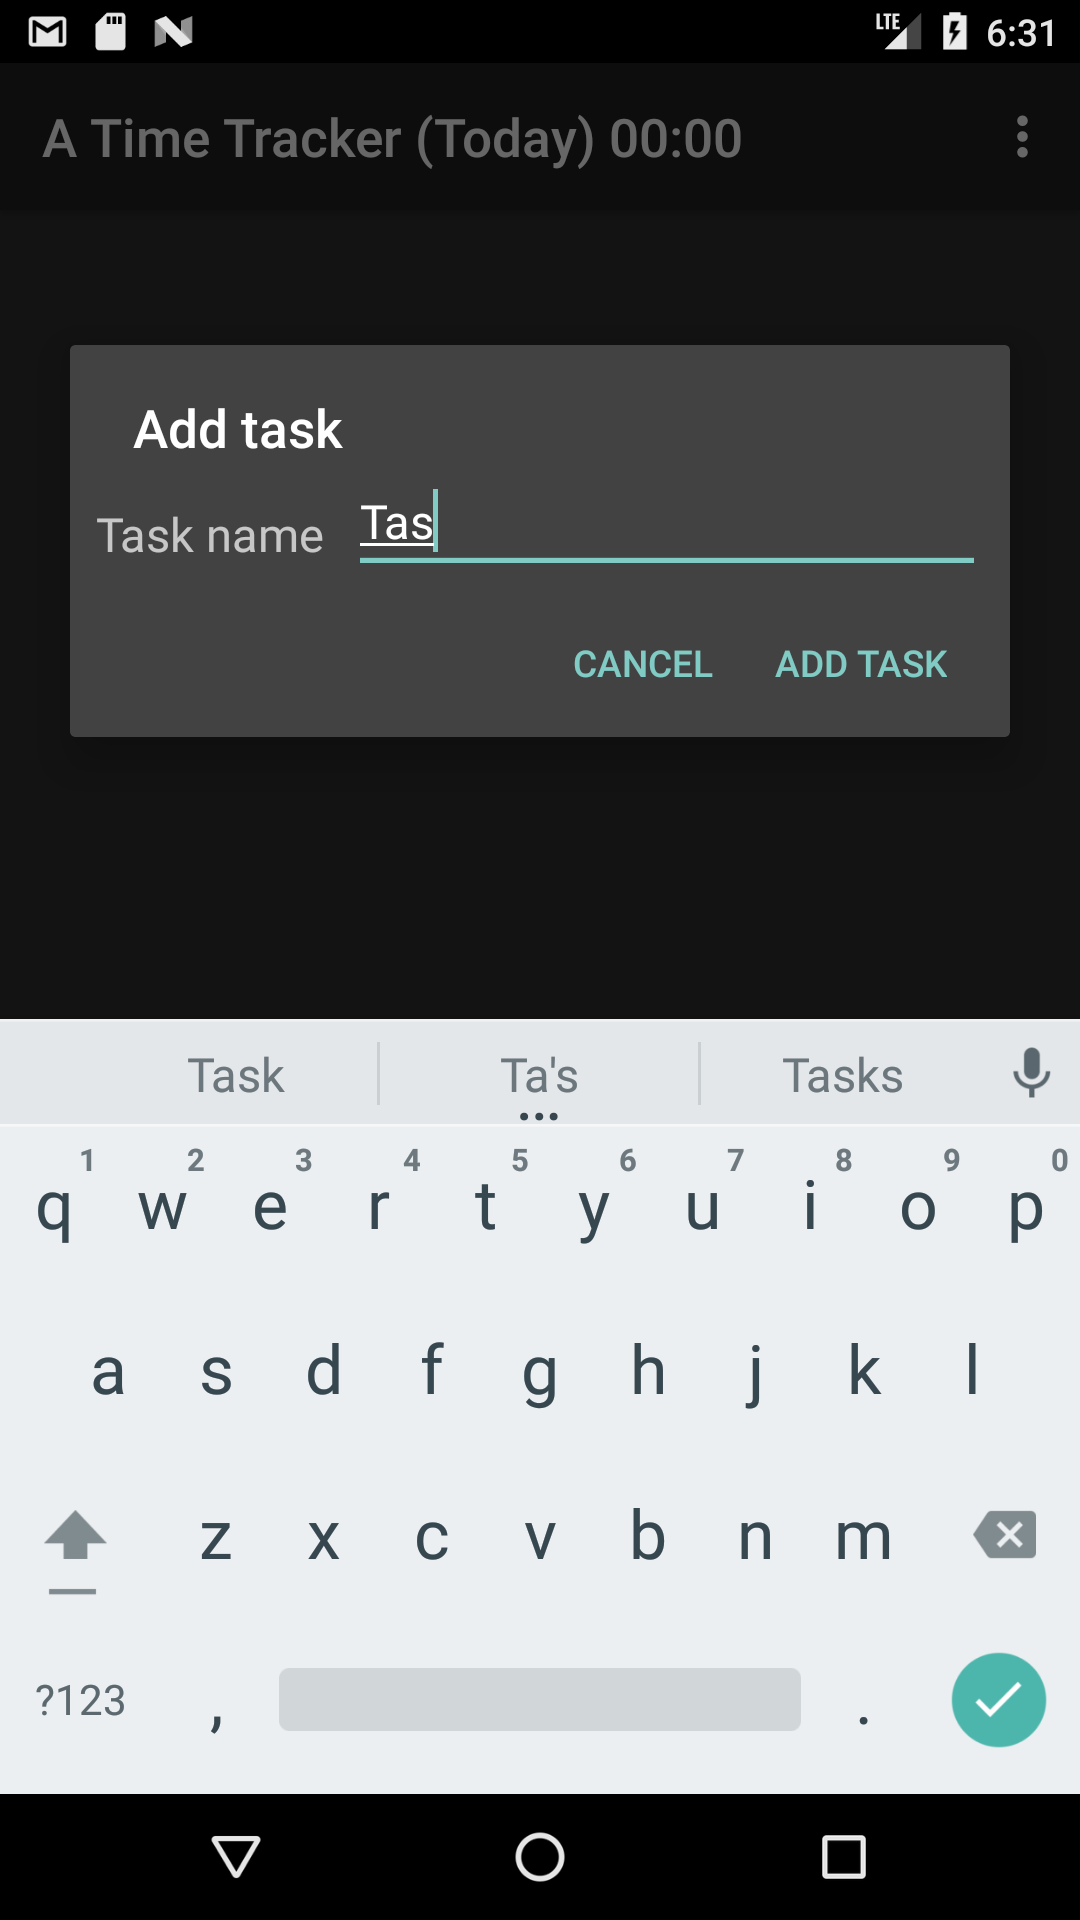 LTE 6:31
A Time Tracker (Today) 00:00
Add task
Task name Tas
CANCEL ADD TASK
Task Ta's Tasks
1 2 3 4 5 6 7 8 9 0
q w e r t y u i o p
a s d f g h j k l
z x c v b n m
?123 , .